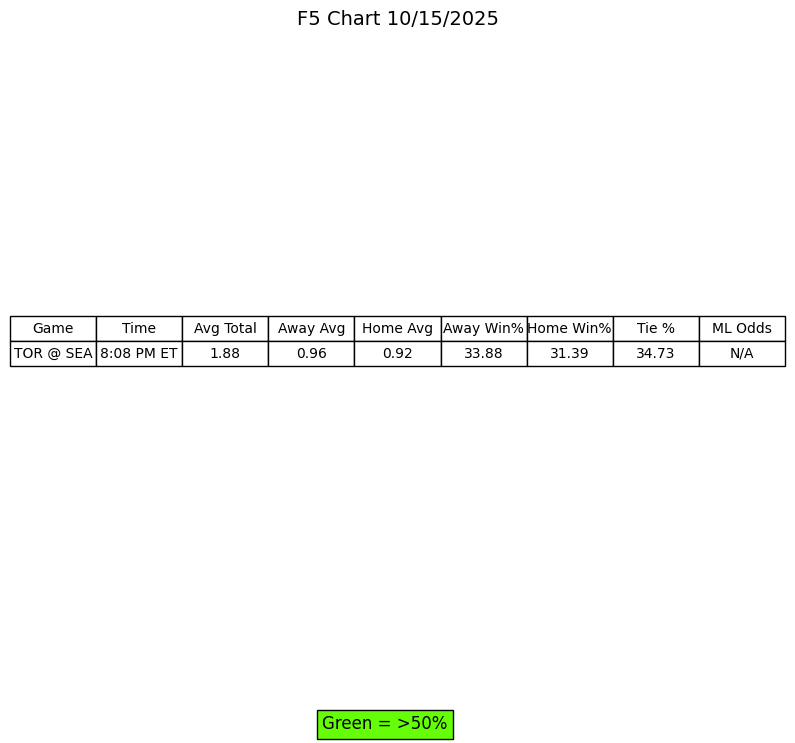 F5 Chart 10/15/2025
Game Time Avg Total Away Avg Home Avg Away Win% Home Win% Tie % ML Odds
TOR @ SEA 8:08 PM ET 1.88 0.96 0.92 33.88 31.39 34.73 N/A
Green = >50%